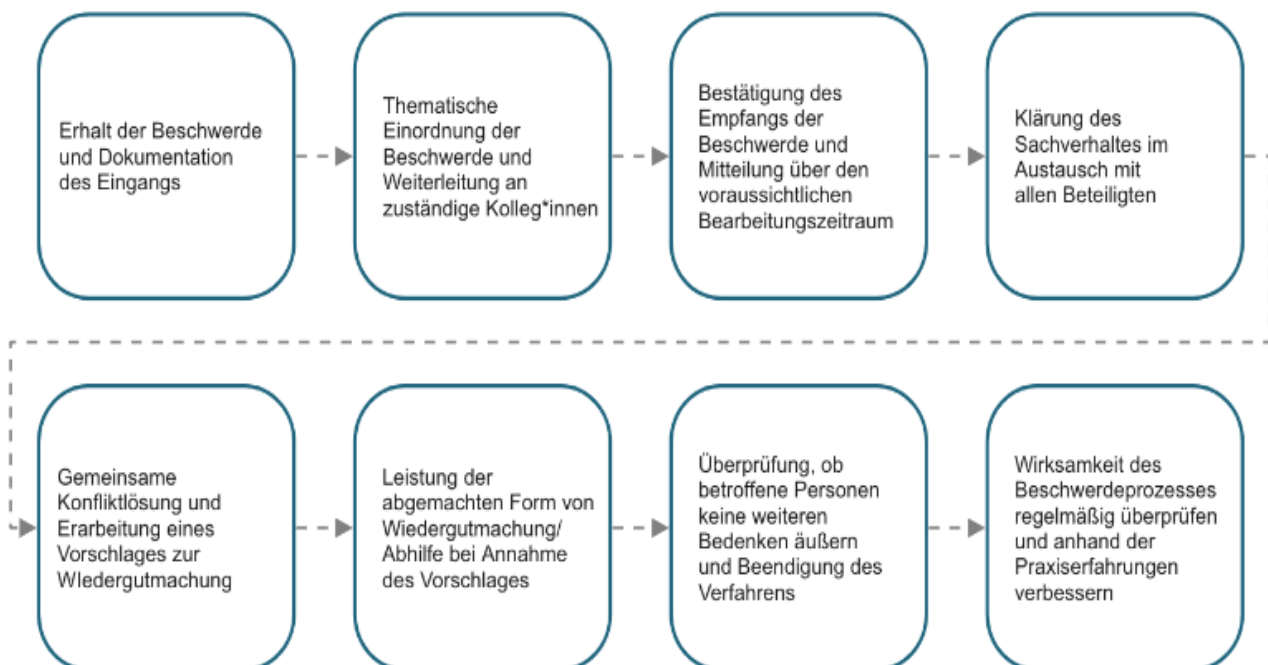 Erhalt der Beschwerde
und Dokumentation
des Eingangs
Thematische
Einordnung der
Beschwerde und
Weiterleitung an
zuständige Kolleg*innen
Bestätigung des
Empfangs der
Beschwerde und
Mitteilung über den
voraussichtlichen
Bearbeitungszeitraum
Klärung des
Sachverhaltes im
Austausch mit
allen Beteiligten
Gemeinsame
Konfliktlösung und
Erarbeitung eines
Vorschlages zur
WIedergutmachung
Leistung der
abgemachten Form von
Wiedergutmachung/
Abhilfe bei Annahme
des Vorschlages
Überprüfung, ob
betroffene Personen
keine weiteren
Bedenken äußern
und Beendigung des
Verfahrens
Wirksamkeit des
Beschwerdeprozesses
regelmäßig überprüfen
und anhand der
Praxiserfahrungen
verbessern